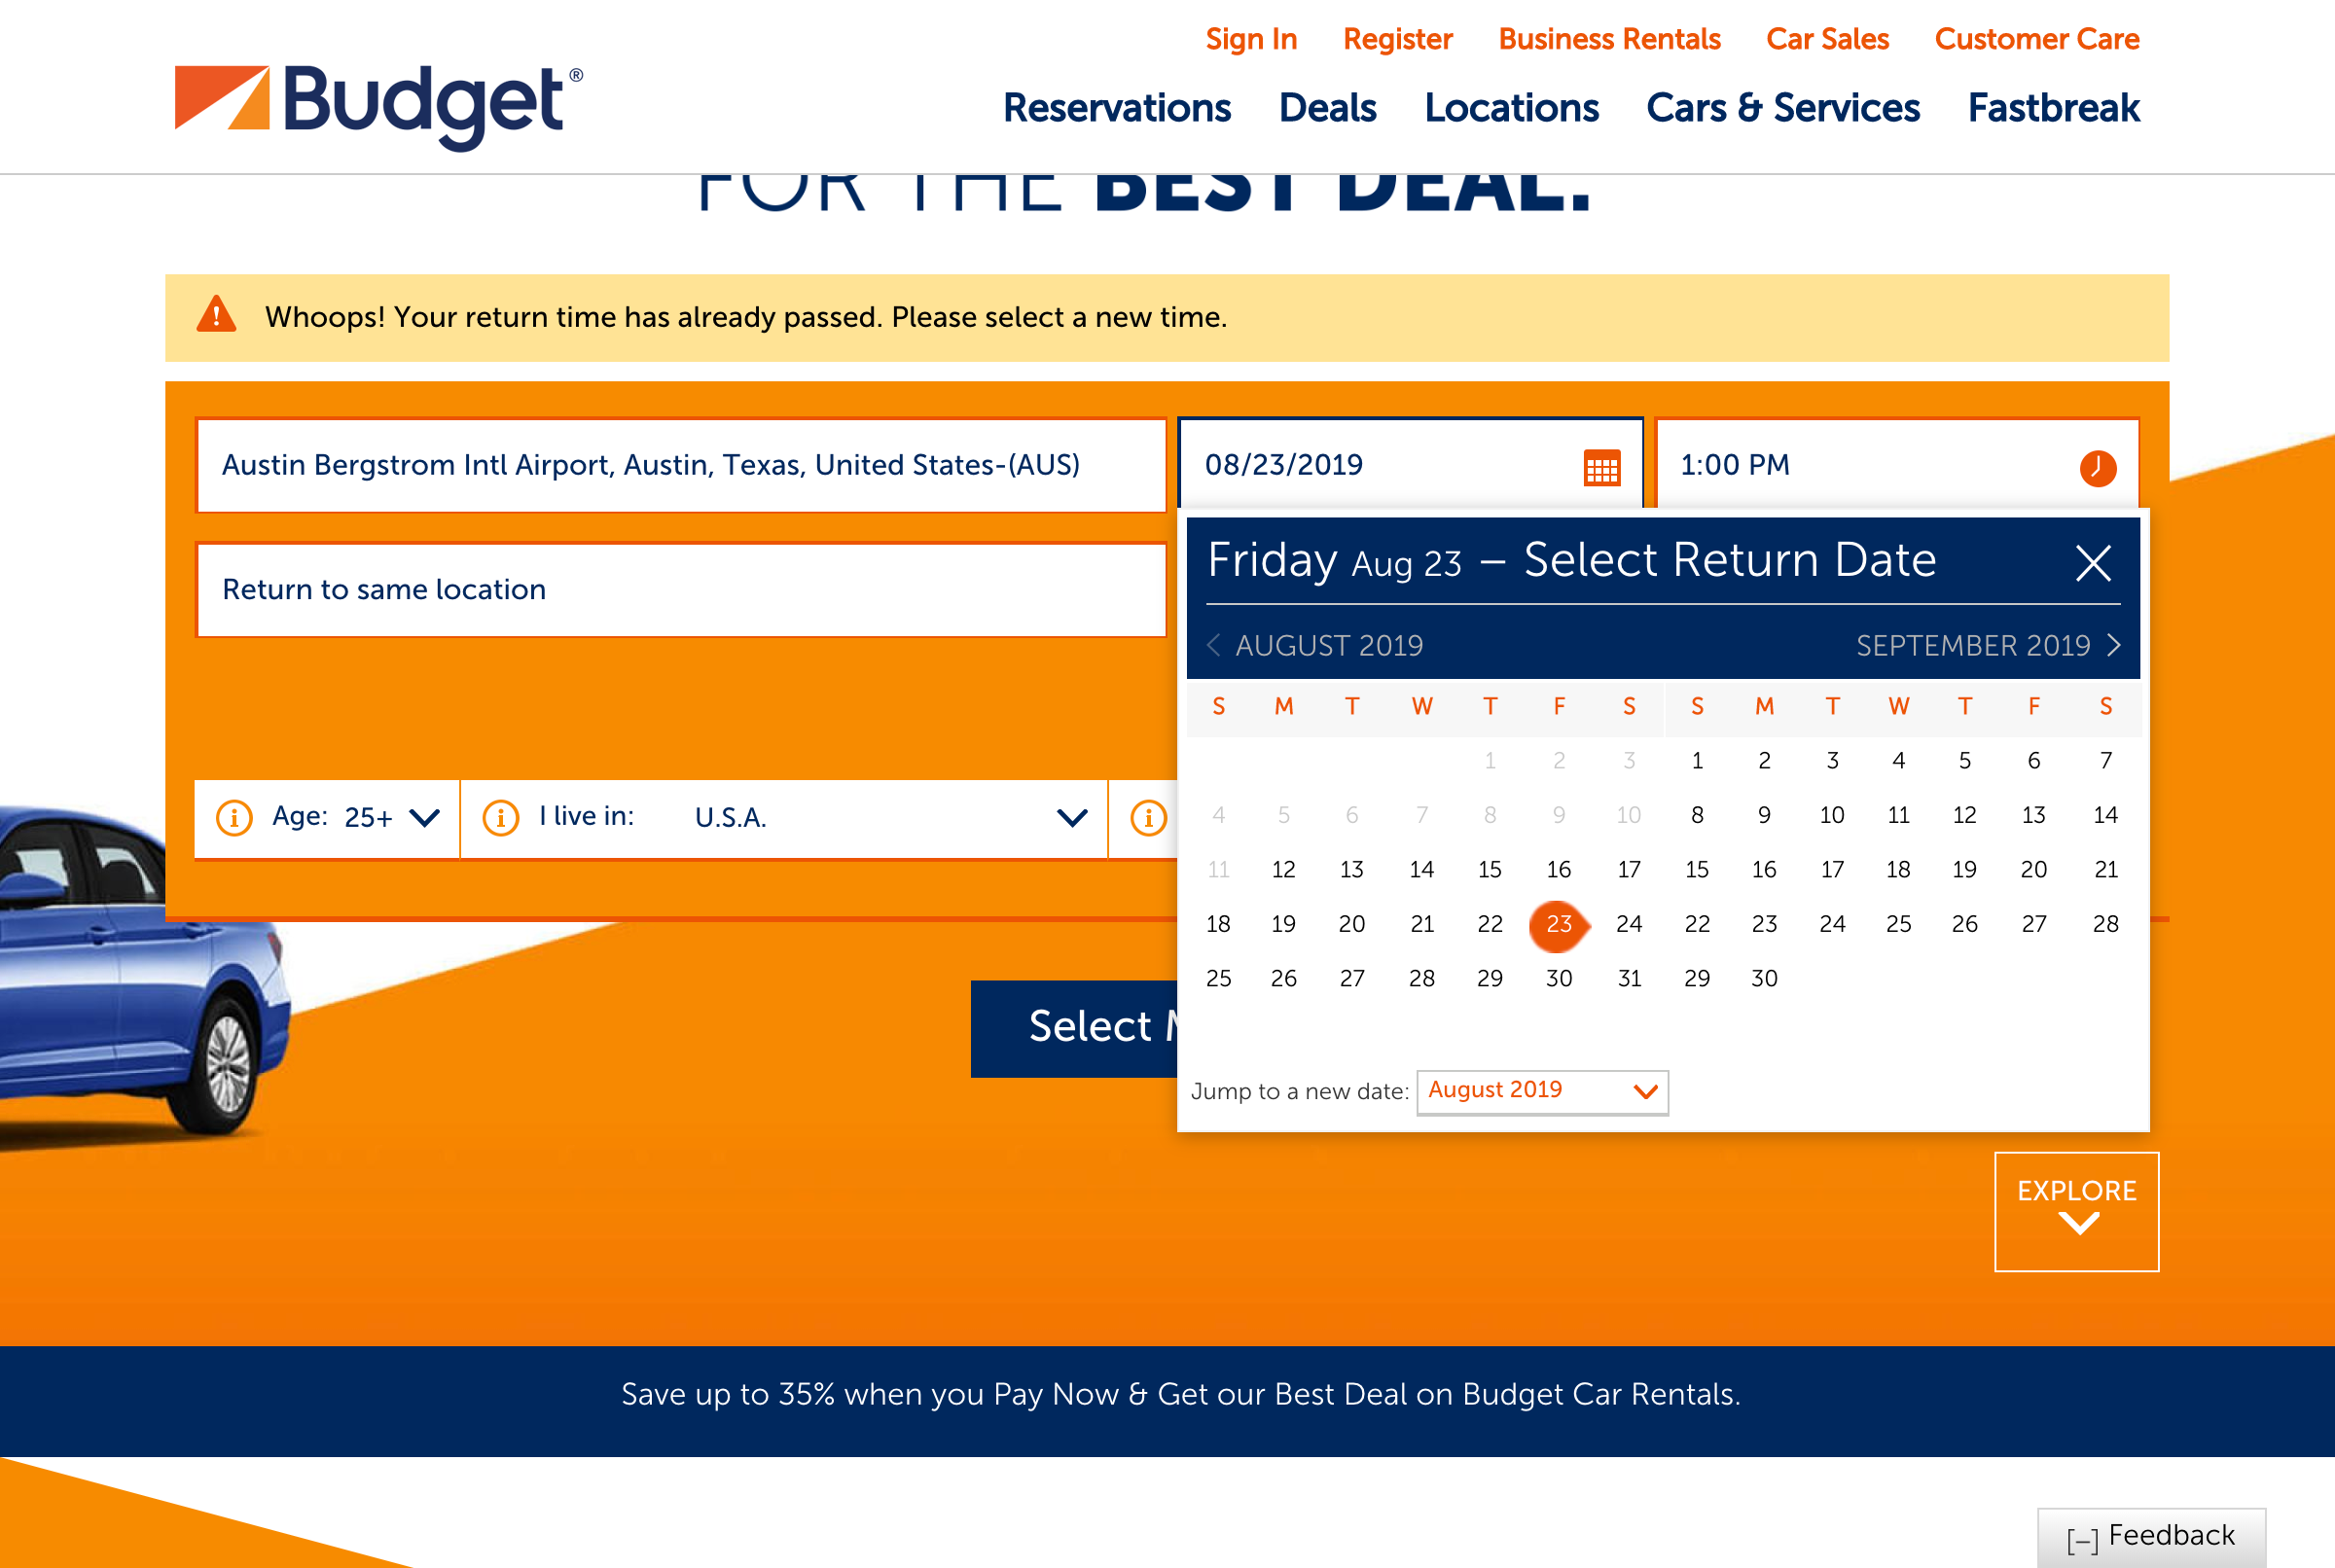 Sign In Register Business Rentals Car Sales Customer Care
Budget®
Reservations Deals Locations Cars & Services Fastbreak
FOR THE BEST DEAL.
Whoops! Your return time has already passed. Please select a new time.
Austin Bergstrom Intl Airport, Austin, Texas, United States-(AUS)
08/23/2019
1:00 PM
Return to same location
Friday Aug 23 – Select Return Date
AUGUST 2019 SEPTEMBER 2019
S M T W T F S S M T W T F S
1 2 3 1 2 3 4 5 6 7
4 5 6 7 8 9 10 8 9 10 11 12 13 14
11 12 13 14 15 16 17 15 16 17 18 19 20 21
18 19 20 21 22 23 24 22 23 24 25 26 27 28
25 26 27 28 29 30 31 29 30
Jump to a new date: August 2019
Age: 25+ I live in: U.S.A.
Select
EXPLORE
Save up to 35% when you Pay Now & Get our Best Deal on Budget Car Rentals.
[–] Feedback